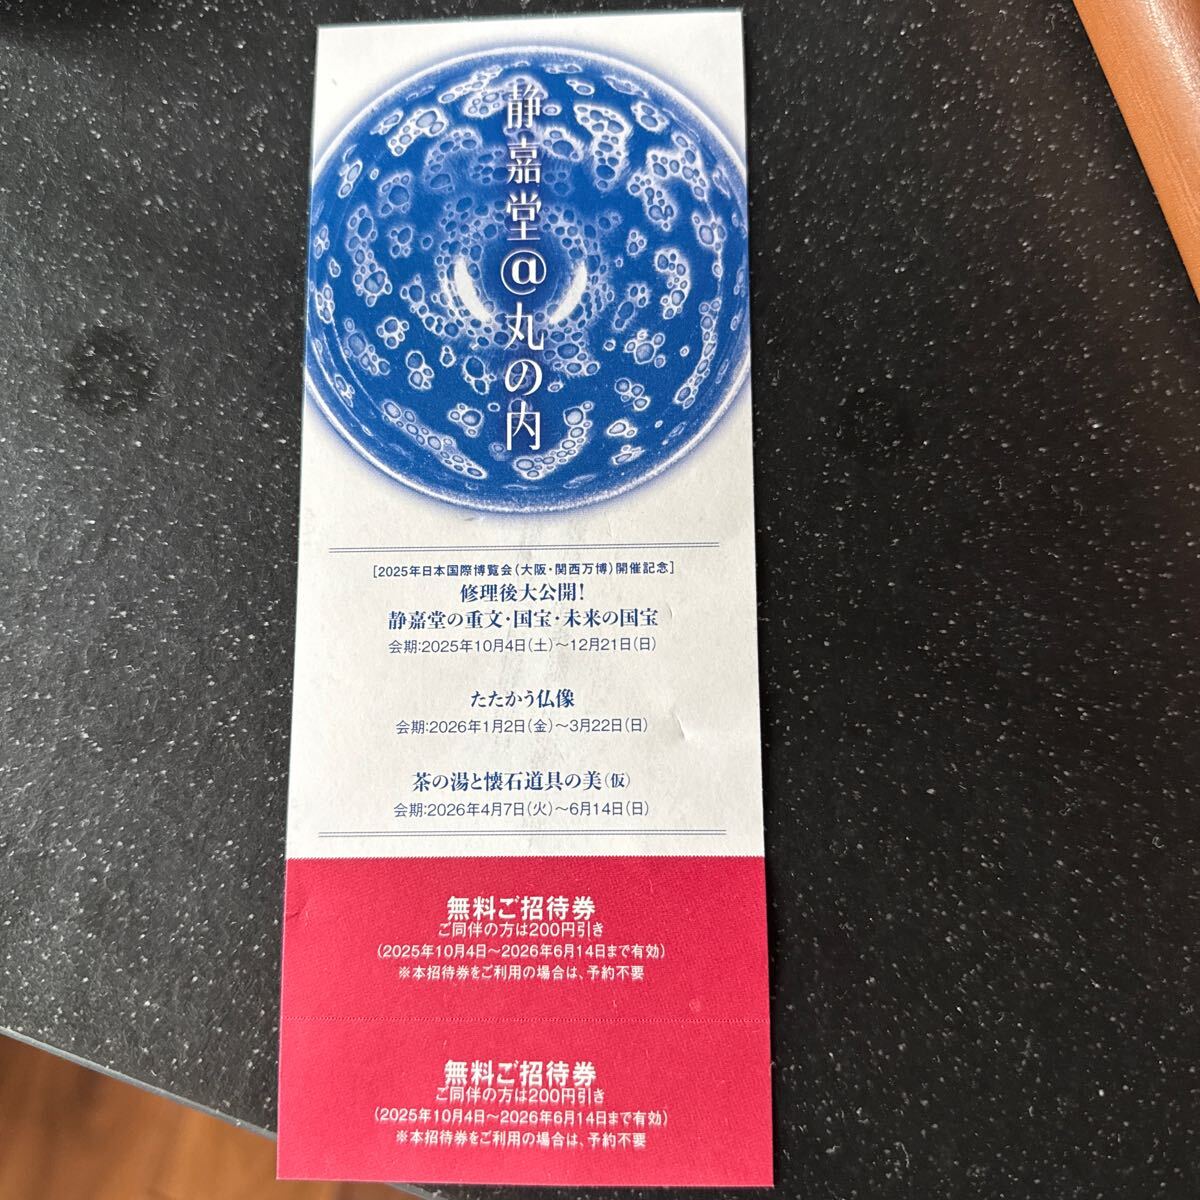 静嘉堂@丸の内
[2025年日本国際博覧会(大阪・関西万博)開催記念]
修理後大公開!
静嘉堂の重文・国宝・未来の国宝
会期:2025年10月4日(土)～12月21日(日)
たたかう仏像
会期:2026年1月2日(金)～3月22日(日)
茶の湯と懐石道具の美(仮)
会期:2026年4月7日(火)～6月14日(日)
無料ご招待券
ご同伴の方は200円引き
(2025年10月4日～2026年6月14日まで有効)
※本招待券をご利用の場合は、予約不要
無料ご招待券
ご同伴の方は200円引き
(2025年10月4日～2026年6月14日まで有効)
※本招待券をご利用の場合は、予約不要